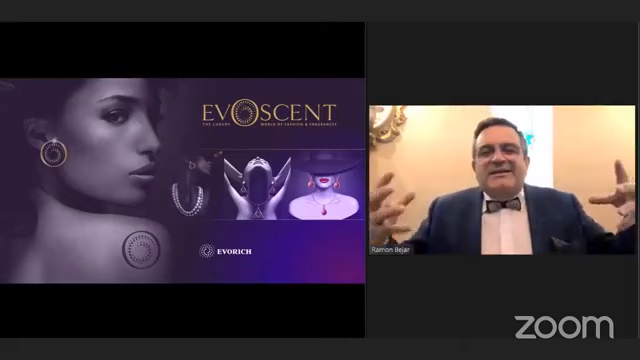 EVOSCENT
THE LUXURY WORLD OF FASHION & FRAGRANCES
EVORICH
Ramon Bejar
zoom